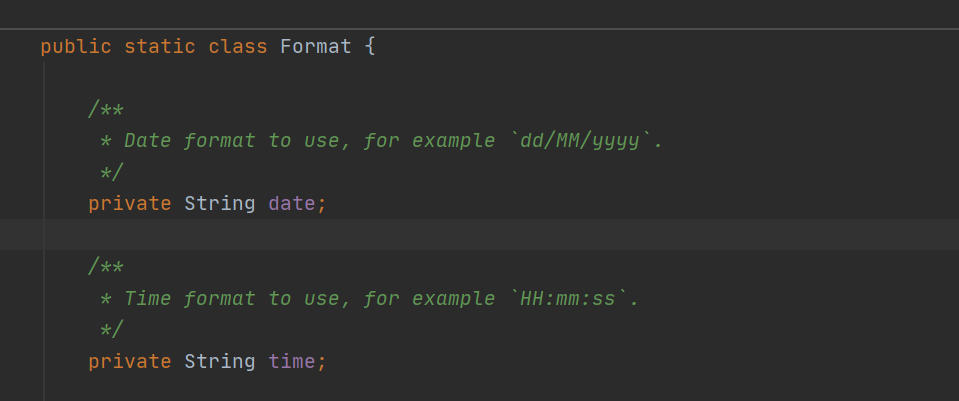 public static class Format {
/**
* Date format to use, for example `dd/MM/yyyy`.
*/
private String date;
/**
* Time format to use, for example `HH:mm:ss`.
*/
private String time;